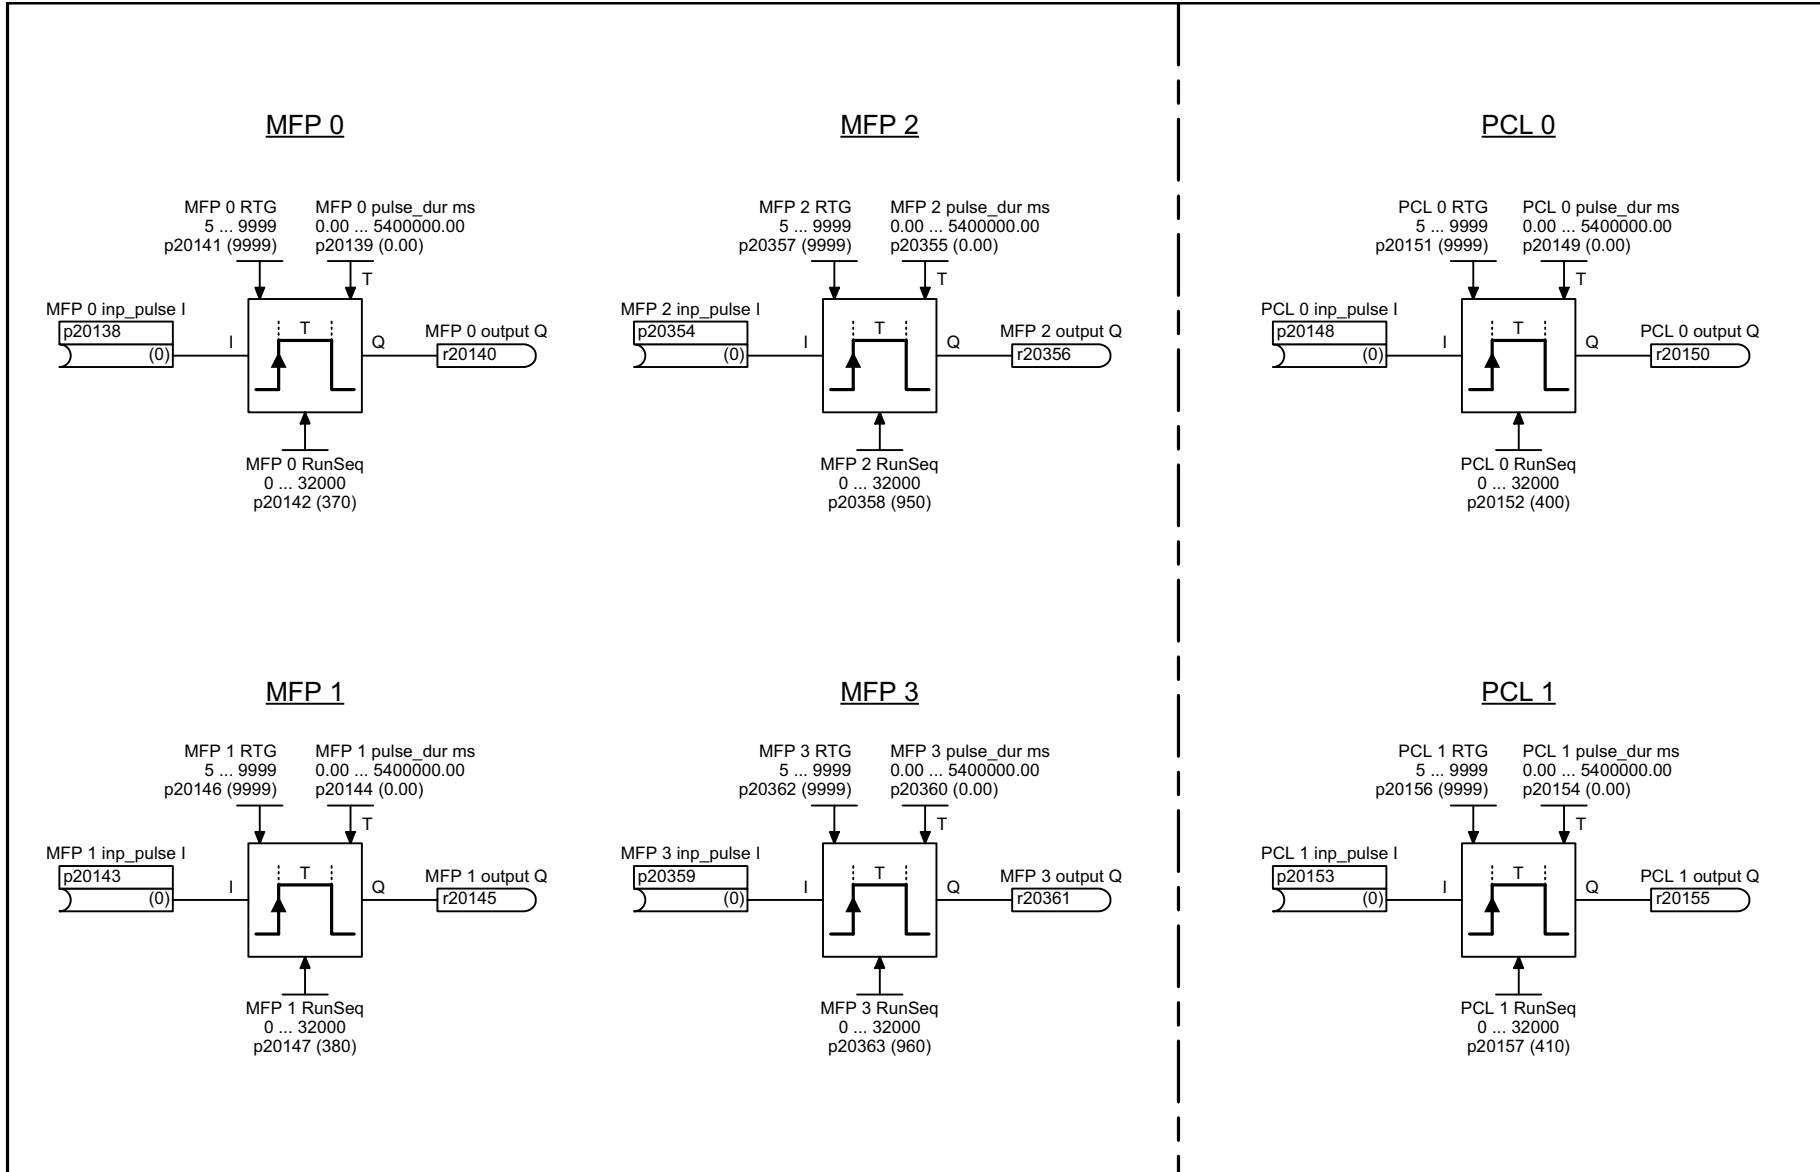 MFP 0
MFP 0 RTG
5 ... 9999
p20141 (9999)
MFP 0 pulse_dur ms
0.00 ... 5400000.00
p20139 (0.00)
T
MFP 0 inp_pulse I
p20138
(0)
I
T
Q
MFP 0 output Q
r20140
MFP 0 RunSeq
0 ... 32000
p20142 (370)
MFP 2
MFP 2 RTG
5 ... 9999
p20357 (9999)
MFP 2 pulse_dur ms
0.00 ... 5400000.00
p20355 (0.00)
T
MFP 2 inp_pulse I
p20354
(0)
I
T
Q
MFP 2 output Q
r20356
MFP 2 RunSeq
0 ... 32000
p20358 (950)
PCL 0
PCL 0 RTG
5 ... 9999
p20151 (9999)
PCL 0 pulse_dur ms
0.00 ... 5400000.00
p20149 (0.00)
T
PCL 0 inp_pulse I
p20148
(0)
I
T
Q
PCL 0 output Q
r20150
PCL 0 RunSeq
0 ... 32000
p20152 (400)
MFP 1
MFP 1 RTG
5 ... 9999
p20146 (9999)
MFP 1 pulse_dur ms
0.00 ... 5400000.00
p20144 (0.00)
T
MFP 1 inp_pulse I
p20143
(0)
I
T
Q
MFP 1 output Q
r20145
MFP 1 RunSeq
0 ... 32000
p20147 (380)
MFP 3
MFP 3 RTG
5 ... 9999
p20362 (9999)
MFP 3 pulse_dur ms
0.00 ... 5400000.00
p20360 (0.00)
T
MFP 3 inp_pulse I
p20359
(0)
I
T
Q
MFP 3 output Q
r20361
MFP 3 RunSeq
0 ... 32000
p20363 (960)
PCL 1
PCL 1 RTG
5 ... 9999
p20156 (9999)
PCL 1 pulse_dur ms
0.00 ... 5400000.00
p20154 (0.00)
T
PCL 1 inp_pulse I
p20153
(0)
I
T
Q
PCL 1 output Q
r20155
PCL 1 RunSeq
0 ... 32000
p20157 (410)